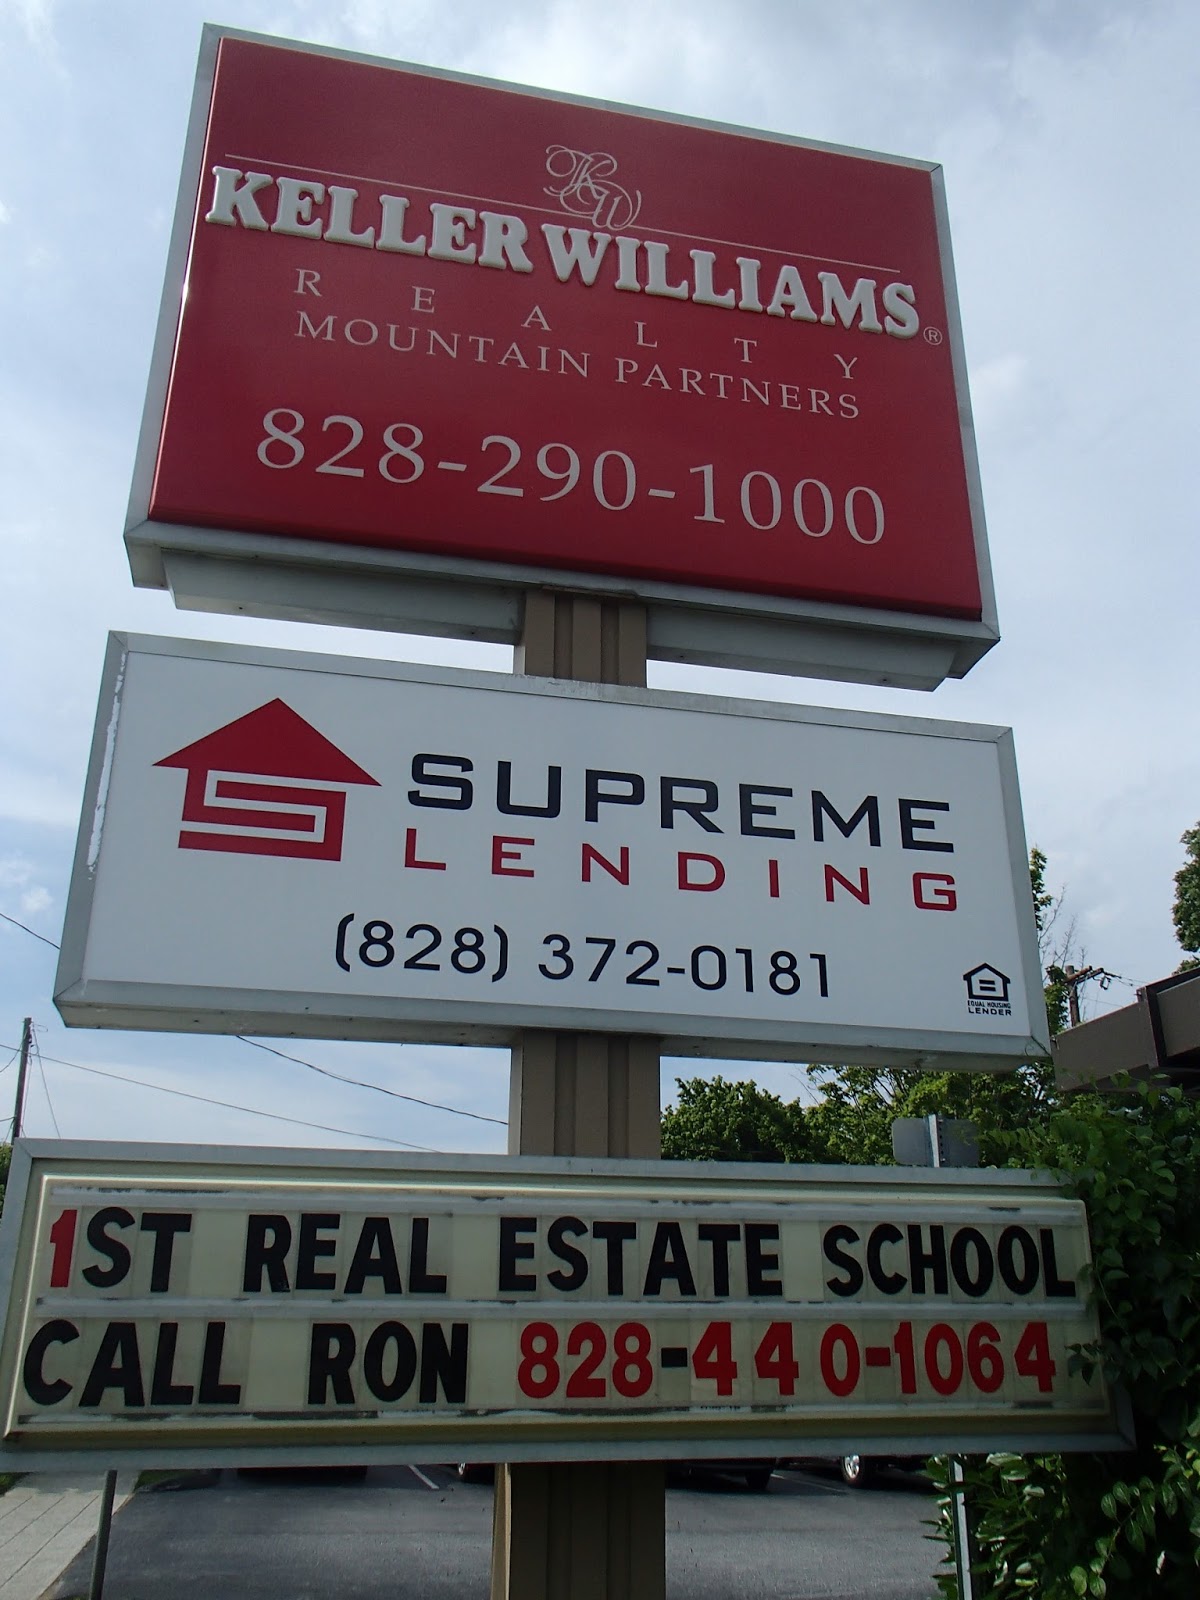 KW
KELLER WILLIAMS®
REALTY
MOUNTAIN PARTNERS
828-290-1000
SUPREME
LENDING
(828) 372-0181
EQUAL HOUSING
LENDER
1ST REAL ESTATE SCHOOL
CALL RON 828-440-1064